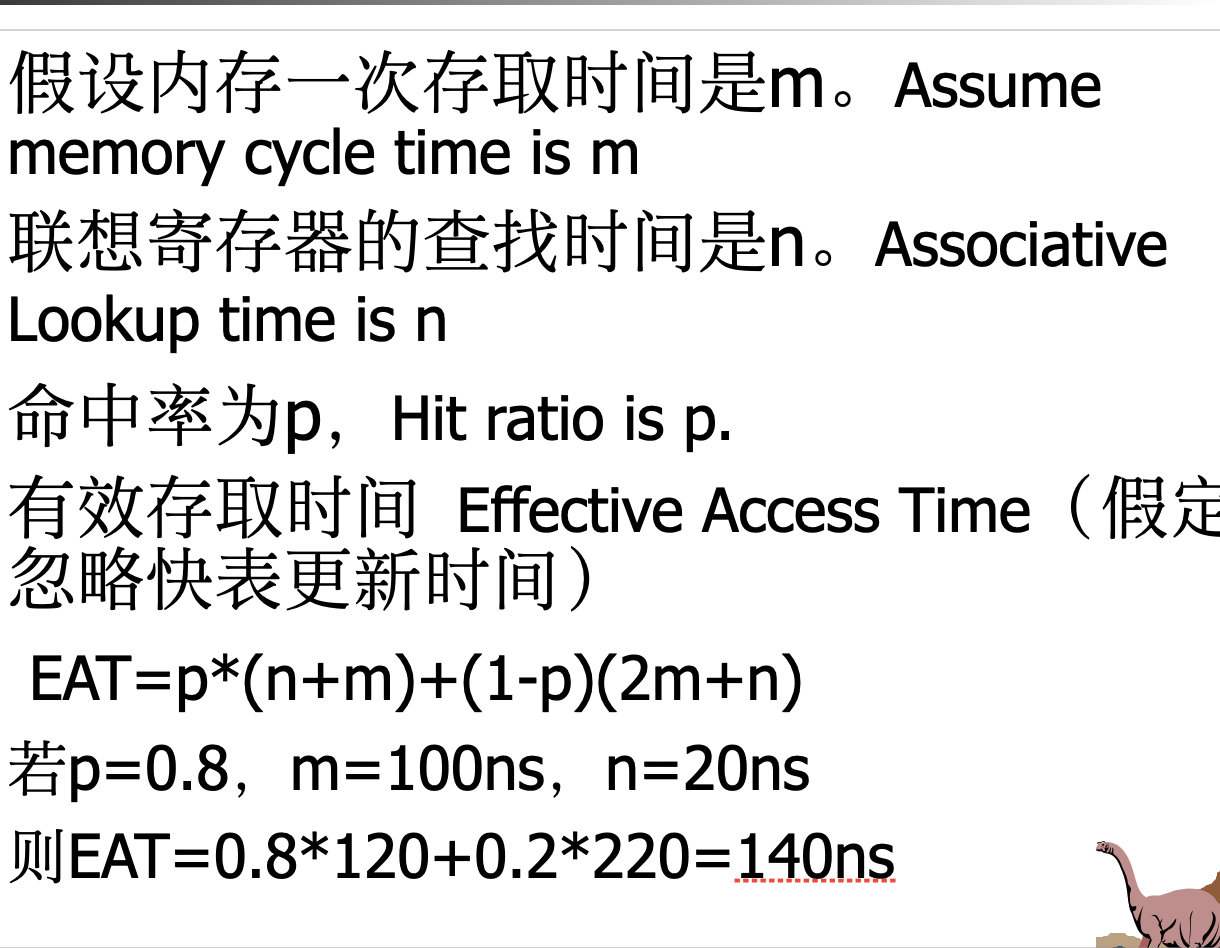 假设内存一次存取时间是m。Assume
memory cycle time is m
联想寄存器的查找时间是n。Associative
Lookup time is n
命中率为p，Hit ratio is p.
有效存取时间 Effective Access Time（假定
忽略快表更新时间）
EAT=p*(n+m)+(1-p)(2m+n)
若p=0.8，m=100ns，n=20ns
则EAT=0.8*120+0.2*220=140ns